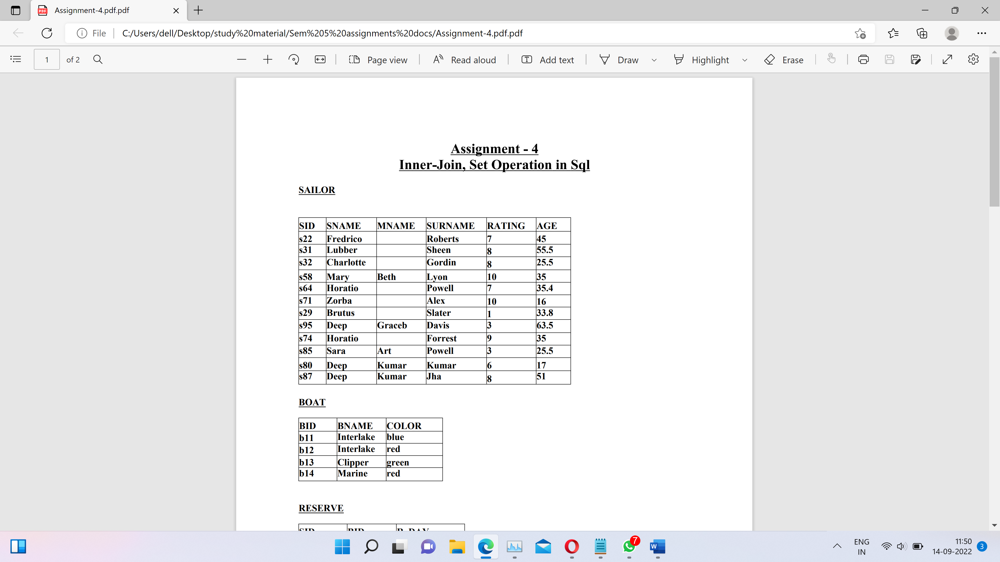 Assignment-4.pdf.pdf
File C:/Users/dell/Desktop/study%20material/Sem%205%20assignments%20docs/Assignment-4.pdf.pdf
1 of 2 Page view Read aloud Add text Draw Highlight Erase
Assignment - 4
Inner-Join, Set Operation in Sql
SAILOR
SID SNAME MNAME SURNAME RATING AGE
s22 Fredrico Roberts 7 45
s31 Lubber Sheen 8 55.5
s32 Charlotte Gordin 8 25.5
s58 Mary Beth Lyon 10 35
s64 Horatio Powell 7 35.4
s71 Zorba Alex 10 16
s29 Brutus Slater 1 33.8
s95 Deep Graceb Davis 3 63.5
s74 Horatio Forrest 9 35
s85 Sara Art Powell 3 25.5
s80 Deep Kumar Kumar 6 17
s87 Deep Kumar Jha 8 51
BOAT
BID BNAME COLOR
b11 Interlake blue
b12 Interlake red
b13 Clipper green
b14 Marine red
RESERVE
SID BID
7
ENG
IN
11:50
14-09-2022
3